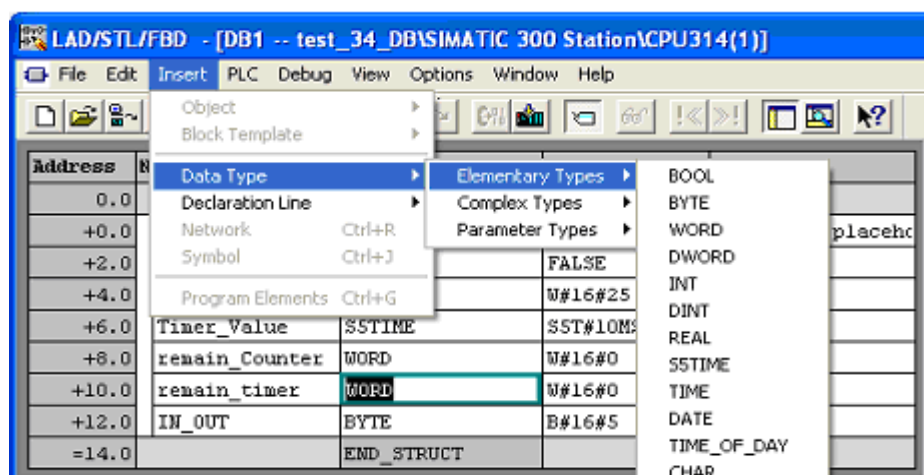 LAD/STL/FBD - [DB1 -- test_34_DB\SIMATIC 300 Station\CPU314(1)]
File Edit Insert PLC Debug View Options Window Help
Object
Block Template
Data Type
Declaration Line
Network Ctrl+R
Symbol Ctrl+J
Program Elements Ctrl+G
Elementary Types
Complex Types
Parameter Types
BOOL
BYTE
WORD
DWORD
INT
DINT
REAL
S5TIME
TIME
DATE
TIME_OF_DAY
CHAR
Address N
0.0
+0.0 placeho
+2.0 FALSE
+4.0 W#16#25
+6.0 Timer_Value S5TIME S5T#10MS
+8.0 remain_Counter WORD W#16#0
+10.0 remain_timer WORD W#16#0
+12.0 IN_OUT BYTE B#16#5
=14.0 END_STRUCT